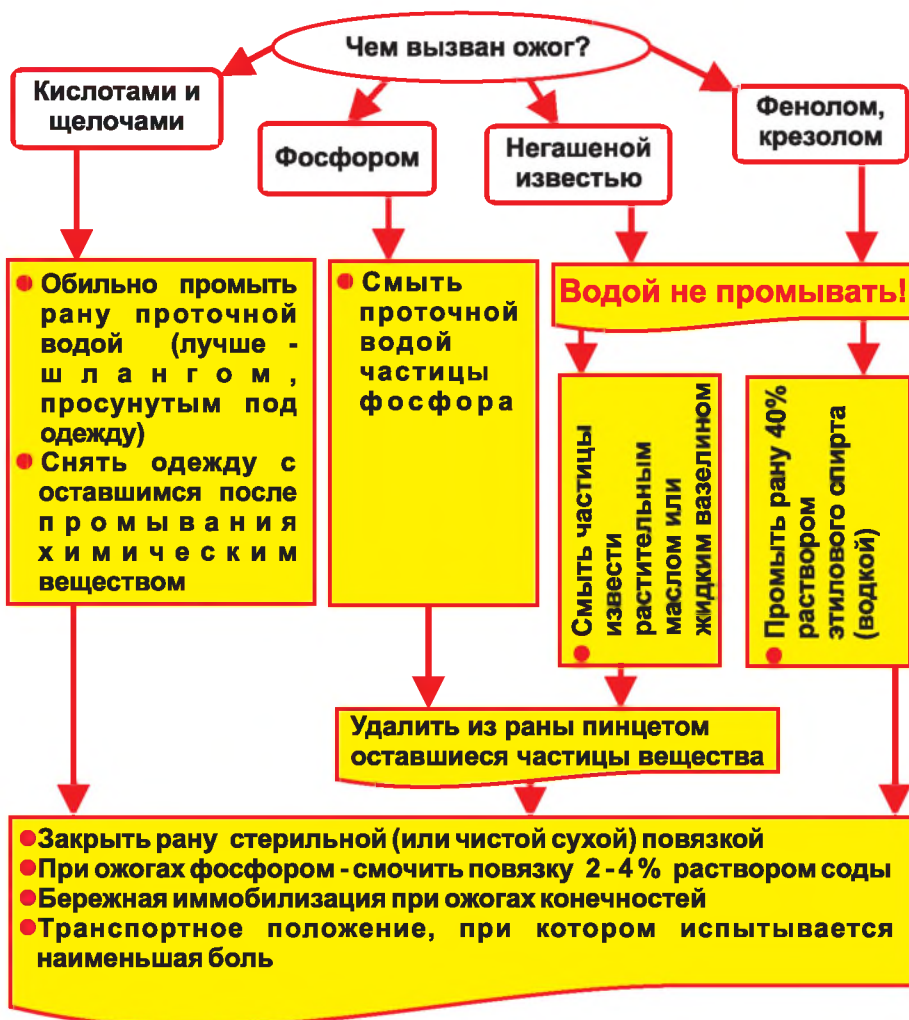 Чем вызван ожог?
Кислотами и
щелочами
Фосфором
Негашеной
известью
Фенолом,
крезолом
Обильно промыть
рану проточной
водой (лучше -
шлангом,
просунутым под
одежду)
Снять одежду с
оставшимся после
промывания
химическим
веществом
Смыть
проточной
водой
частицы
фосфора
Водой не промывать!
Смыть частицы
извести
растительным
маслом или
жидким вазелином
Промыть рану 40%
раствором
этилового спирта
(водкой)
Удалить из раны пинцетом
оставшиеся частицы вещества
Закрыть рану стерильной (или чистой сухой) повязкой
При ожогах фосфором - смочить повязку 2-4% раствором соды
Бережная иммобилизация при ожогах конечностей
Транспортное положение, при котором испытывается
наименьшая боль